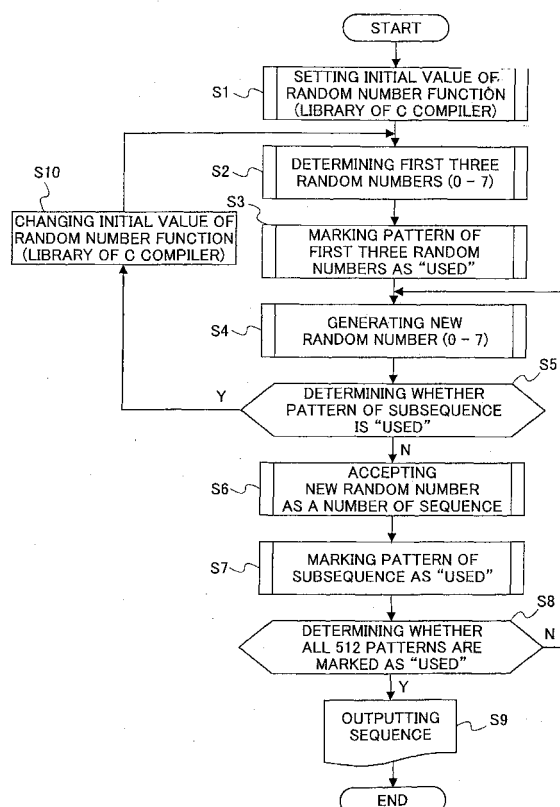 START
S1
SETTING INITIAL VALUE OF
RANDOM NUMBER FUNCTION
(LIBRARY OF C COMPILER)
S10
CHANGING INITIAL VALUE OF
RANDOM NUMBER FUNCTION
(LIBRARY OF C COMPILER)
S2
DETERMINING FIRST THREE
RANDOM NUMBERS (0 - 7)
S3
MARKING PATTERN OF
FIRST THREE RANDOM
NUMBERS AS “USED”
S4
GENERATING NEW
RANDOM NUMBER (0 - 7)
S5
Y
DETERMINING WHETHER
PATTERN OF SUBSEQUENCE
IS “USED”
N
S6
ACCEPTING
NEW RANDOM NUMBER
AS A NUMBER OF SEQUENCE
S7
MARKING PATTERN OF
SUBSEQUENCE AS “USED”
S8
DETERMINING WHETHER
ALL 512 PATTERNS ARE
MARKED AS “USED”
N
Y
OUTPUTTING
SEQUENCE
S9
END